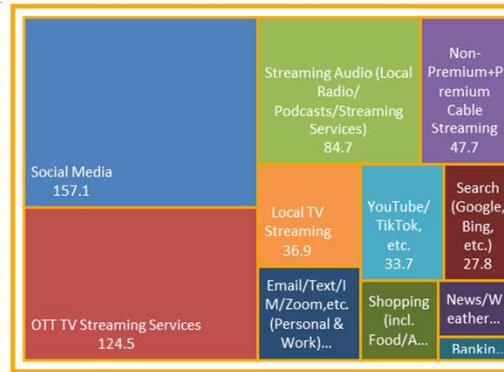 Social Media
157.1
OTT TV Streaming Services
124.5
Streaming Audio (Local
Radio/
Podcasts/Streaming
Services)
84.7
Non-
Premium+P
remium
Cable
Streaming
47.7
Local TV
Streaming
36.9
YouTube/
TikTok,
etc.
33.7
Search
(Google,
Bing,
etc.)
27.8
Email/Text/I
M/Zoom,etc.
(Personal &
Work)...
Shopping
(incl.
Food/A...
News/W
eather...
Bankin...